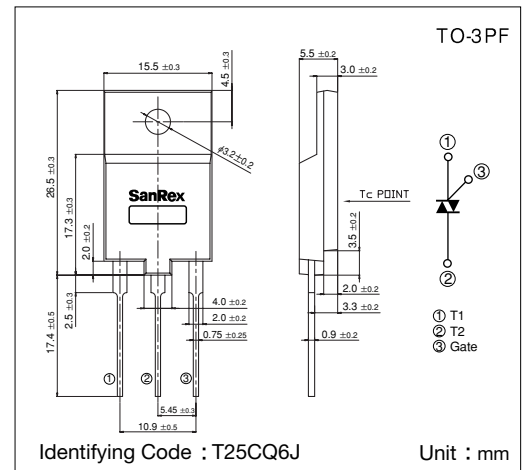 TO-3PF
15.5 ±0.3
4.5 ±0.3
5.5 ±0.2
3.0 ±0.2
26.5 ±0.3
φ3.2±0.2
17.3 ±0.3
SanRex
Tc POINT
① 
③
②
2.0 ±0.2
3.5 ±0.2
17.4 ±0.5
2.5 ±0.3
4.0 ±0.2
2.0 ±0.2
0.75 ±0.25
2.0 ±0.2
3.3 ±0.2
0.9 ±0.2
① T1
② T2
③ Gate
① ② ③
5.45 ±0.3
10.9 ±0.5
Identifying Code : T25CQ6J Unit : mm